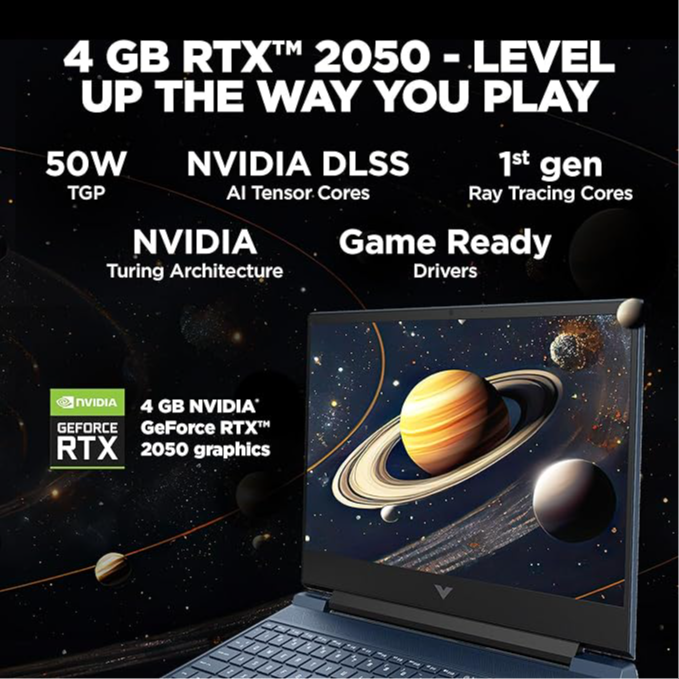 4 GB RTX™ 2050 - LEVEL
UP THE WAY YOU PLAY
50W
TGP
NVIDIA DLSS
AI Tensor Cores
1st gen
Ray Tracing Cores
NVIDIA
Turing Architecture
Game Ready
Drivers
NVIDIA
GEFORCE
RTX
4 GB NVIDIA®
GeForce RTX™
2050 graphics